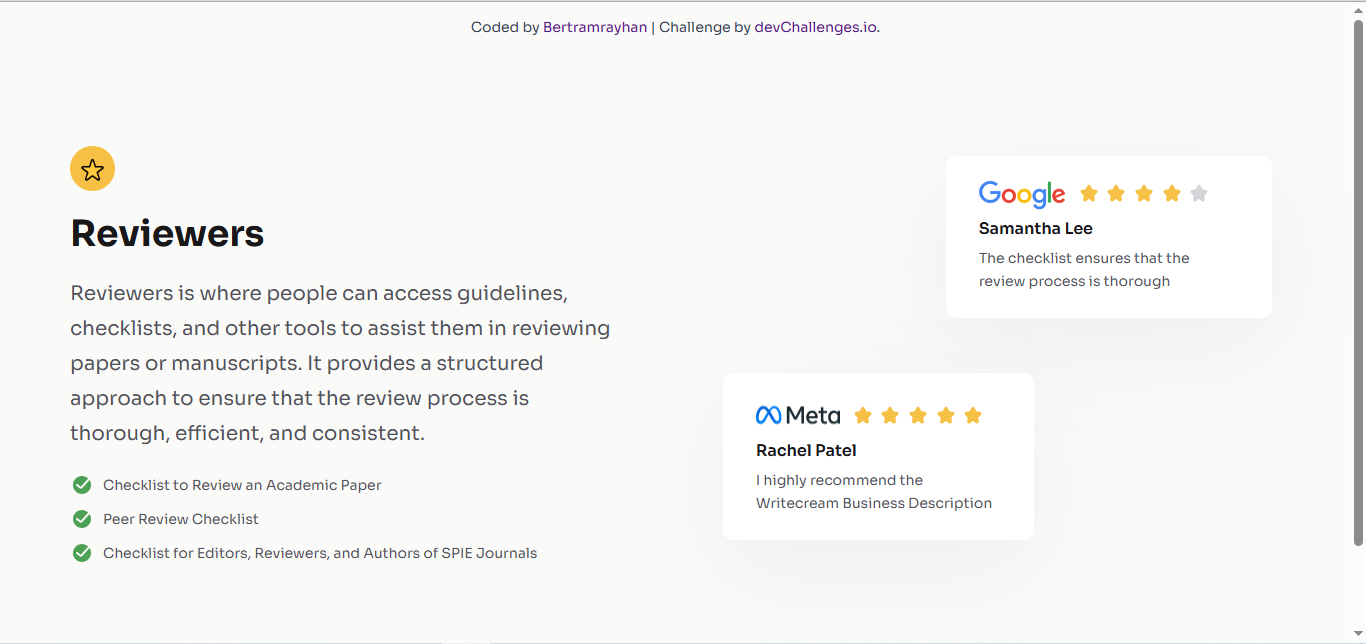 Coded by Bertramrayhan | Challenge by devChallenges.io.
Reviewers
Reviewers is where people can access guidelines,
checklists, and other tools to assist them in reviewing
papers or manuscripts. It provides a structured
approach to ensure that the review process is
thorough, efficient, and consistent.
Checklist to Review an Academic Paper
Peer Review Checklist
Checklist for Editors, Reviewers, and Authors of SPIE Journals
Google
Samantha Lee
The checklist ensures that the
review process is thorough
Meta
Rachel Patel
I highly recommend the
Writecream Business Description